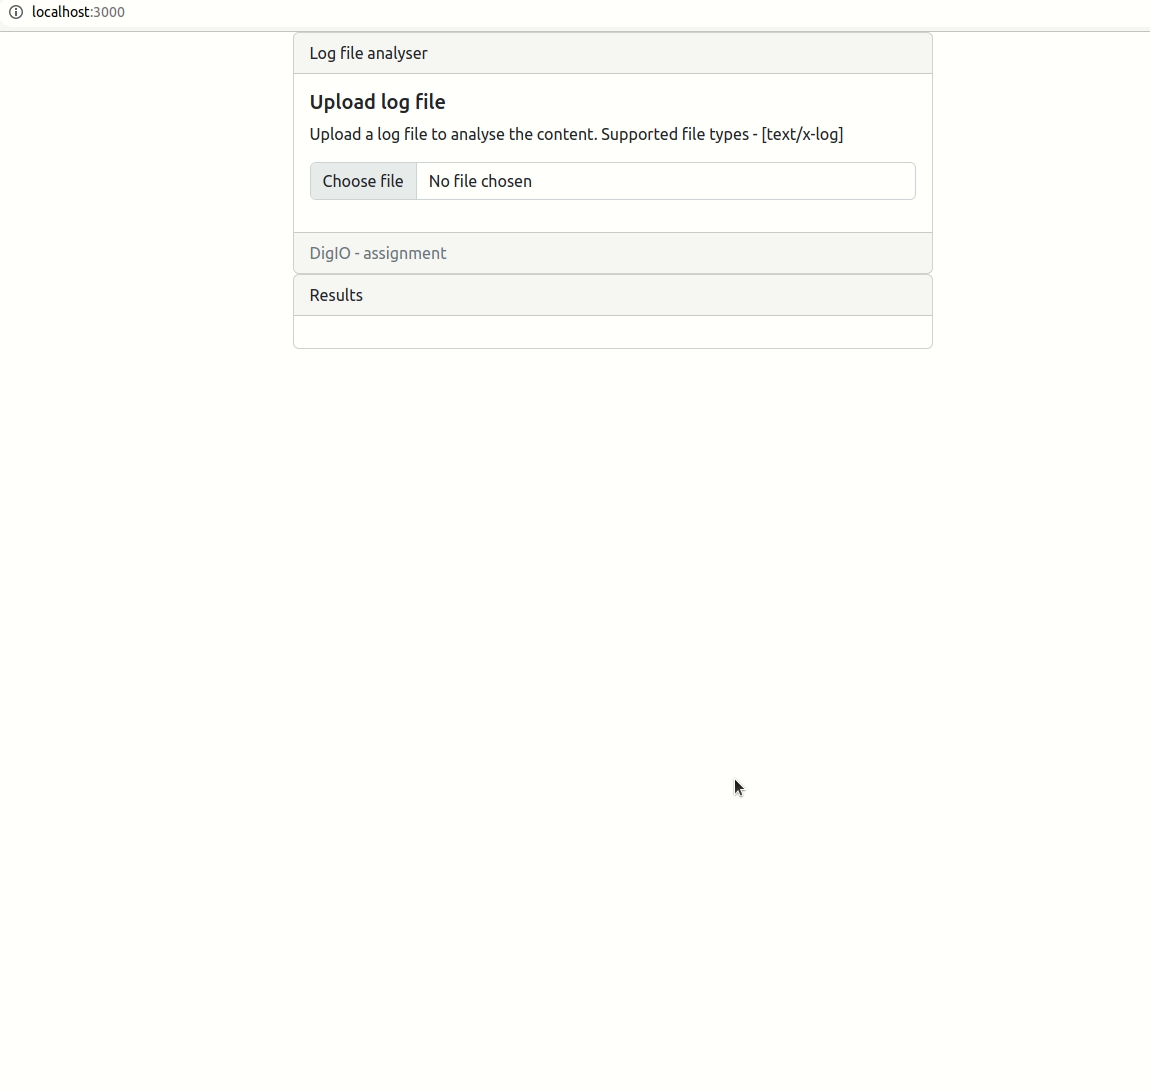 localhost:3000
Log file analyser
Upload log file
Upload a log file to analyse the content. Supported file types - [text/x-log]
Choose file No file chosen
DigIO - assignment
Results